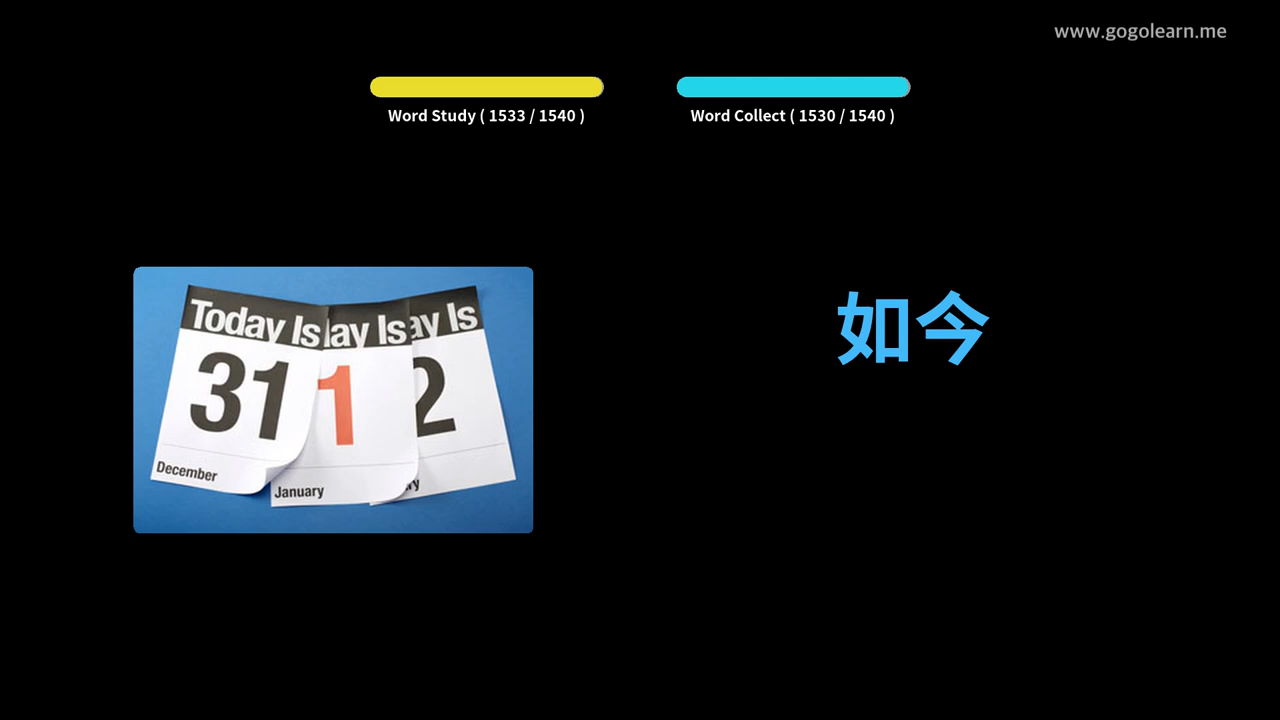 www.gogolearn.me
Word Study ( 1533 / 1540 )
Word Collect ( 1530 / 1540 )
如今
Today Is
31
December
ay Is
1
January
ay Is
2
ry